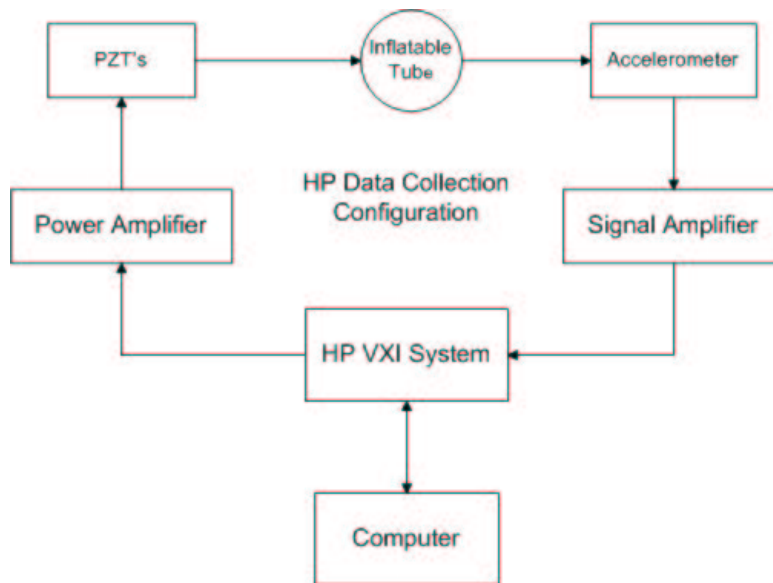 PZT's
Inflatable
Tube
Accelerometer
HP Data Collection
Configuration
Power Amplifier
Signal Amplifier
HP VXI System
Computer